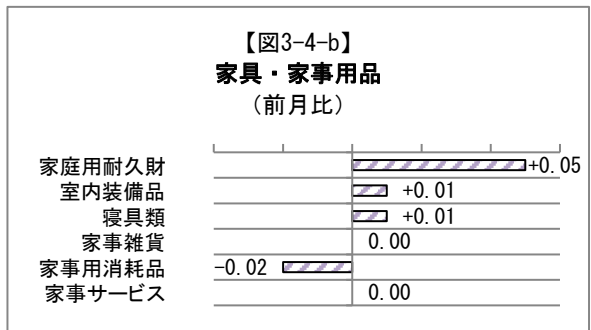 【図3-4-b】
家具・家事用品
（前月比）
家庭用耐久財 +0.05
室内装備品 +0.01
寝具類 +0.01
家事雑貨 0.00
家事用消耗品 -0.02
家事サービス 0.00